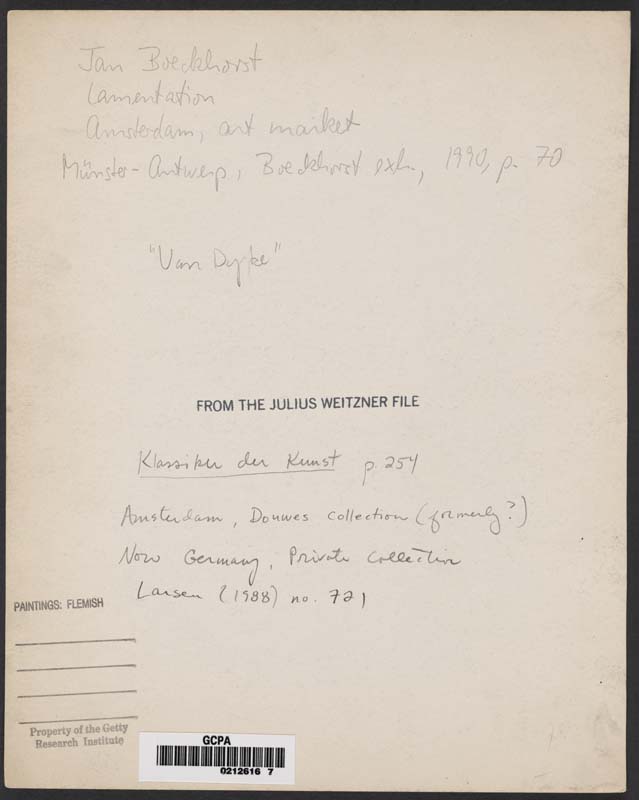 Jan Boeckhorst
Lamentation
Amsterdam, art market
Münster-Antwerp, Boeckhorst exh., 1990, p. 70
"Van Dyke"
FROM THE JULIUS WEITZNER FILE
Klassiker der Kunst p. 254
Amsterdam, Douwes collection (formerly?)
Now Germany, Private Collection
Larsen (1988) no. 721
PAINTINGS: FLEMISH
Property of the Getty
Research Institute
GCPA
0212616 7